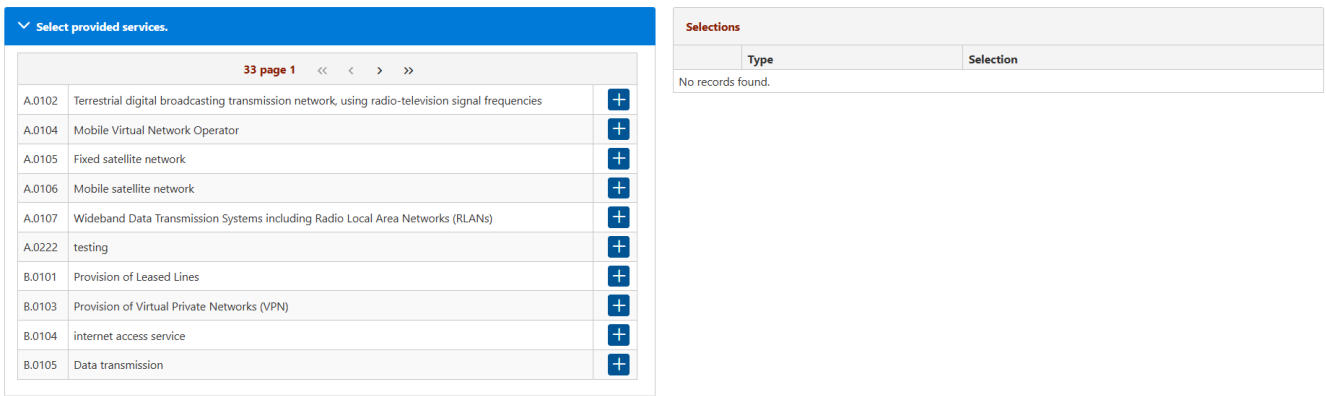 Select provided services.
33 page 1
A.0102 Terrestrial digital broadcasting transmission network, using radio-television signal frequencies
A.0104 Mobile Virtual Network Operator
A.0105 Fixed satellite network
A.0106 Mobile satellite network
A.0107 Wideband Data Transmission Systems including Radio Local Area Networks (RLANs)
A.0222 testing
B.0101 Provision of Leased Lines
B.0103 Provision of Virtual Private Networks (VPN)
B.0104 internet access service
B.0105 Data transmission
Selections
Type Selection
No records found.